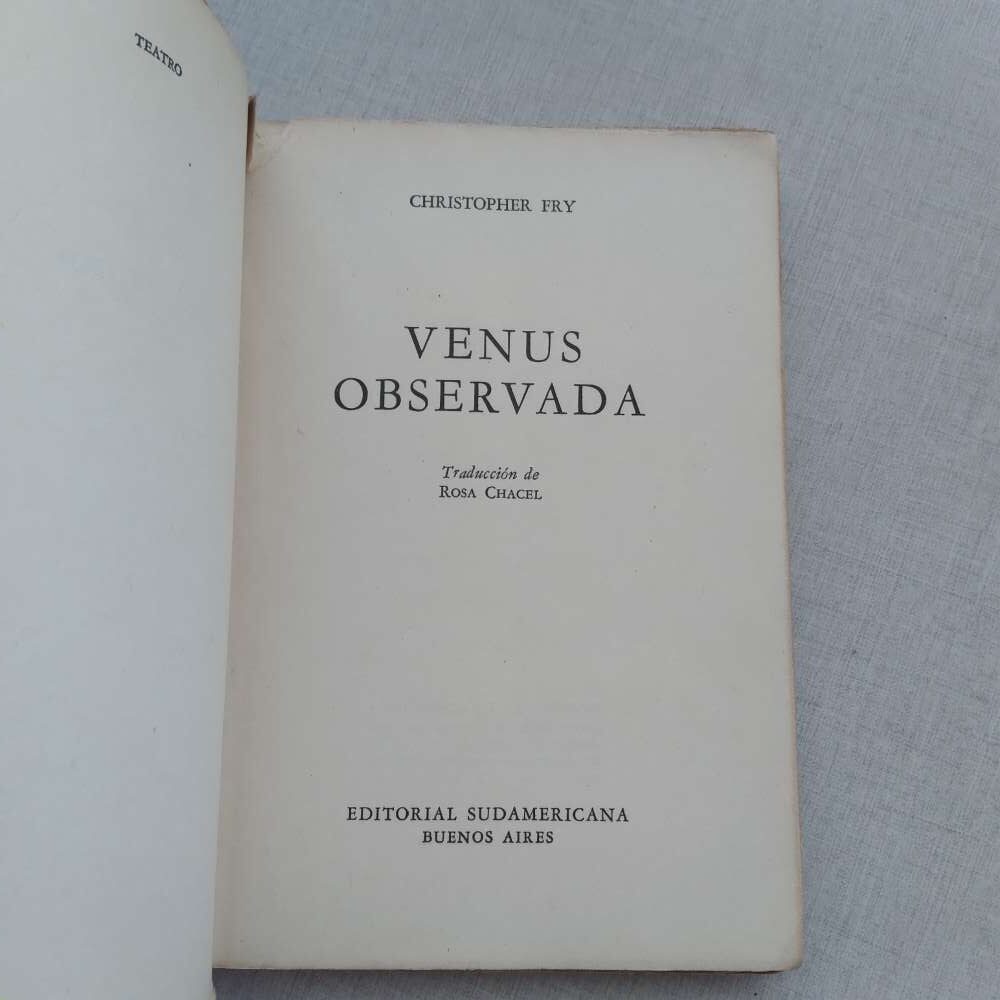 TEATRO
CHRISTOPHER FRY
VENUS
OBSERVADA
Traducción de
ROSA CHACEL
EDITORIAL SUDAMERICANA
BUENOS AIRES